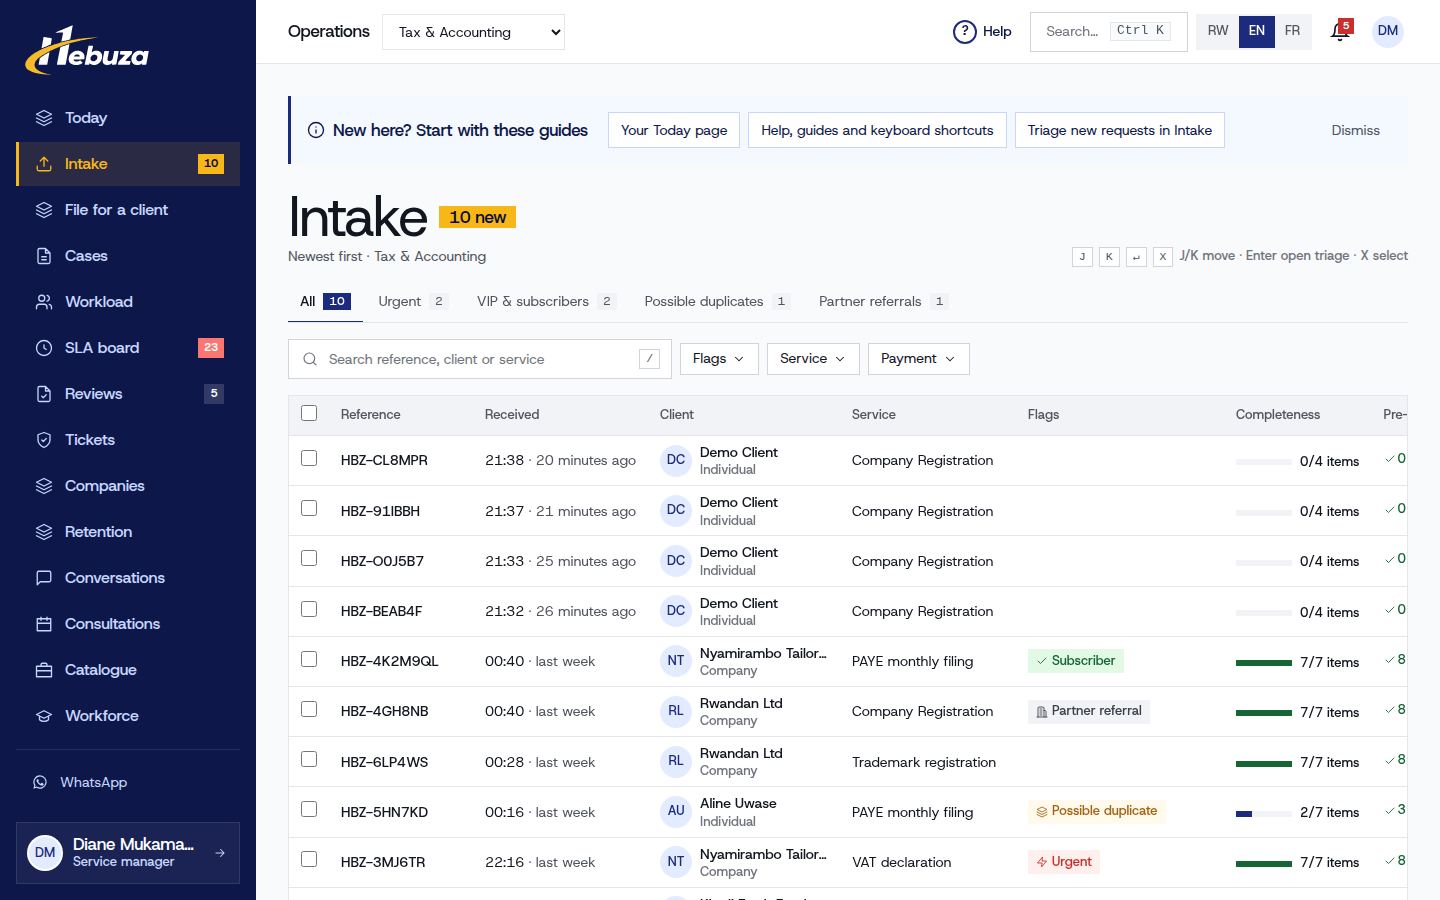 Hebuza
Operations
Tax & Accounting
? Help
Search… Ctrl K
RW EN FR
5
DM
Today
Intake 10
File for a client
Cases
Workload
SLA board 23
Reviews 5
Tickets
Companies
Retention
Conversations
Consultations
Catalogue
Workforce
WhatsApp
DM Diane Mukama…
Service manager
New here? Start with these guides
Your Today page
Help, guides and keyboard shortcuts
Triage new requests in Intake
Dismiss
Intake 10 new
Newest first · Tax & Accounting
J K ↵ X J/K move · Enter open triage · X select
All 10 Urgent 2 VIP & subscribers 2 Possible duplicates 1 Partner referrals 1
Search reference, client or service /
Flags Service Payment
Reference Received Client Service Flags Completeness Pre-
HBZ-CL8MPR 21:38 · 20 minutes ago DC Demo Client Company Registration 0/4 items 0
Individual
HBZ-91IBBH 21:37 · 21 minutes ago DC Demo Client Company Registration 0/4 items 0
Individual
HBZ-O0J5B7 21:33 · 25 minutes ago DC Demo Client Company Registration 0/4 items 0
Individual
HBZ-BEAB4F 21:32 · 26 minutes ago DC Demo Client Company Registration 0/4 items 0
Individual
HBZ-4K2M9QL 00:40 · last week NT Nyamirambo Tailor… PAYE monthly filing Subscriber 7/7 items 8
Company
HBZ-4GH8NB 00:40 · last week RL Rwandan Ltd Company Registration Partner referral 7/7 items 8
Company
HBZ-6LP4WS 00:28 · last week RL Rwandan Ltd Trademark registration 7/7 items 8
Company
HBZ-5HN7KD 00:16 · last week AU Aline Uwase PAYE monthly filing Possible duplicate 2/7 items 3
Individual
HBZ-3MJ6TR 22:16 · last week NT Nyamirambo Tailor… VAT declaration Urgent 7/7 items 8
Company